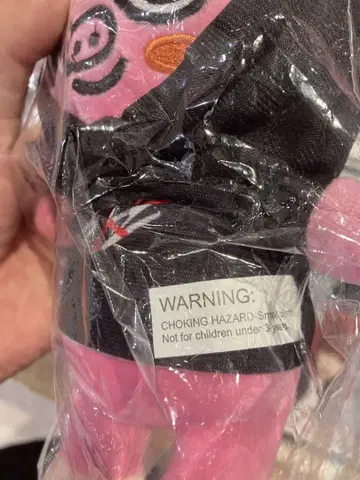 WARNING:
CHOKING HAZARD-Small
Not for children under 3 years